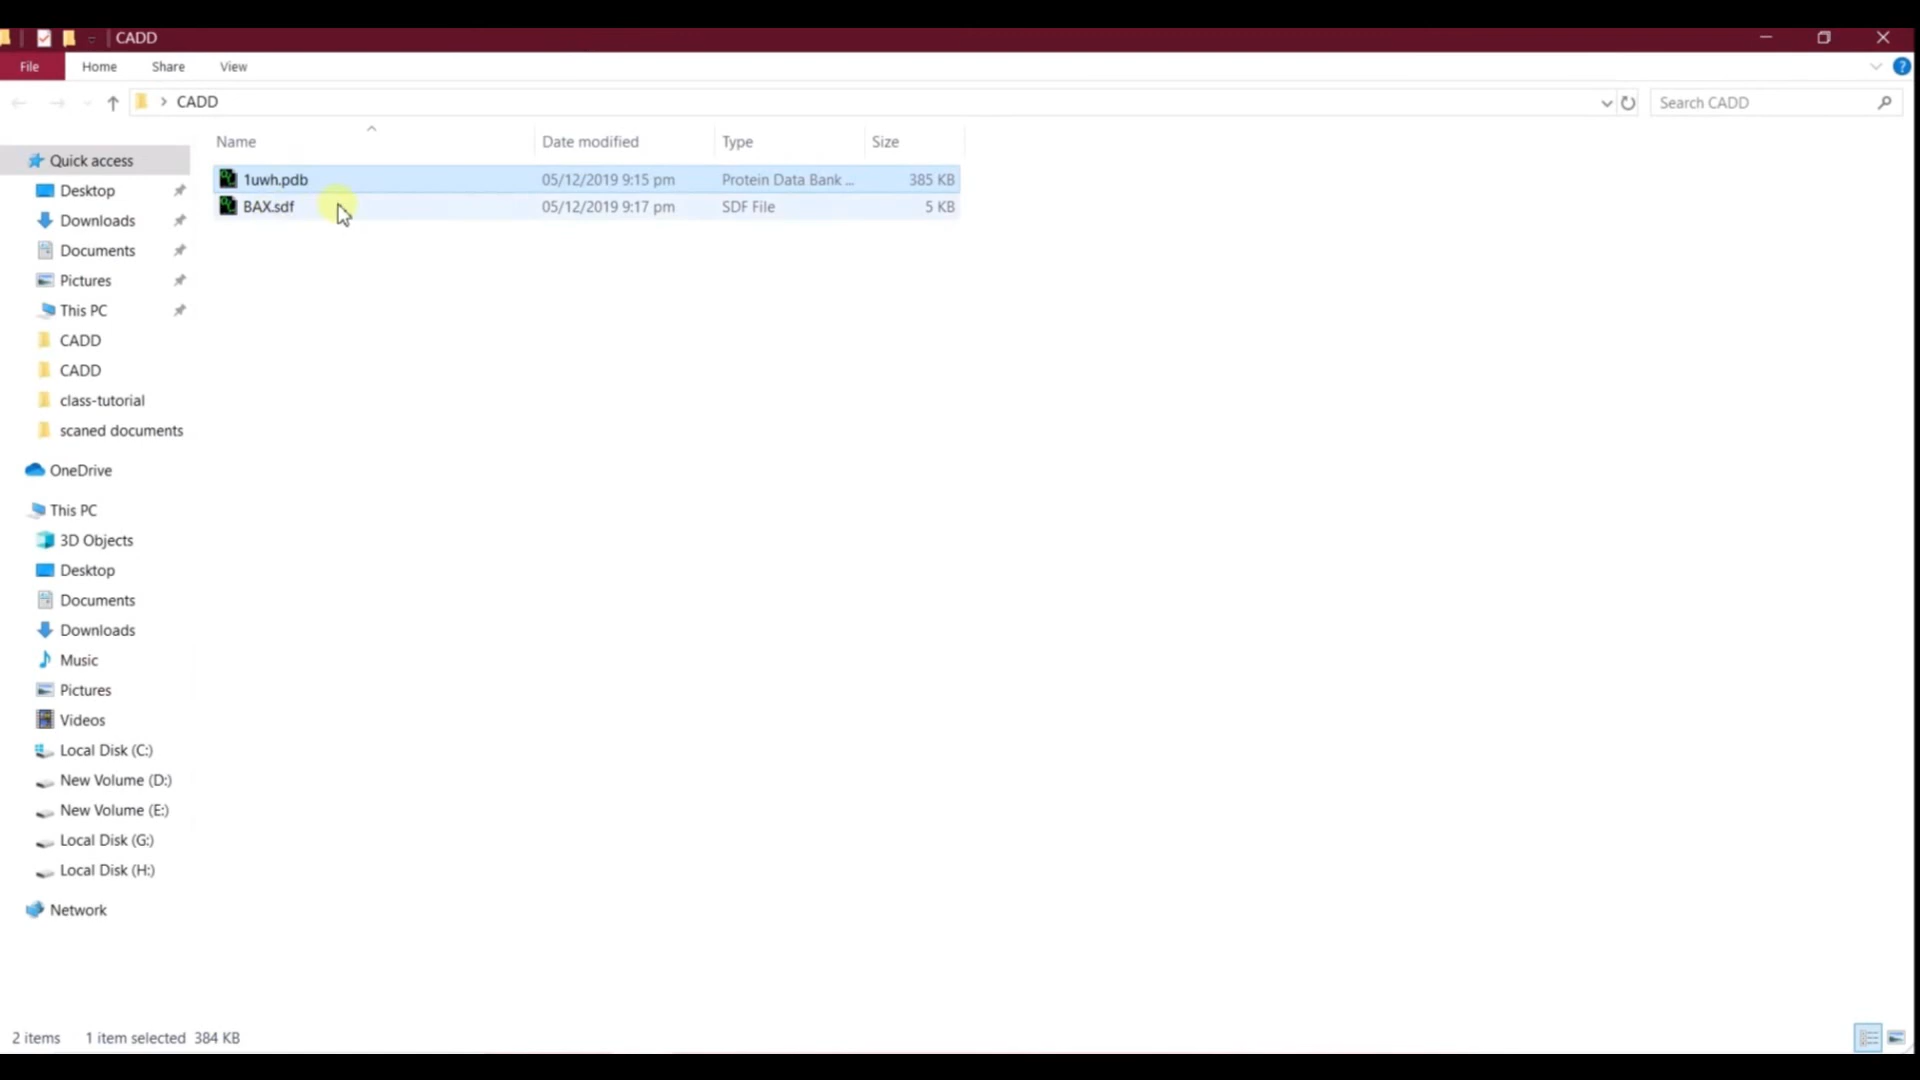 CADD
File Home Share View
?
CADD
Search CADD
Name Date modified Type Size
1uwh.pdb 05/12/2019 9:15 pm Protein Data Bank ... 385 KB
BAX.sdf 05/12/2019 9:17 pm SDF File 5 KB
Quick access
Desktop
Downloads
Documents
Pictures
This PC
CADD
CADD
class-tutorial
scaned documents
OneDrive
This PC
3D Objects
Desktop
Documents
Downloads
Music
Pictures
Videos
Local Disk (C:)
New Volume (D:)
New Volume (E:)
Local Disk (G:)
Local Disk (H:)
Network
2 items 1 item selected 384 KB